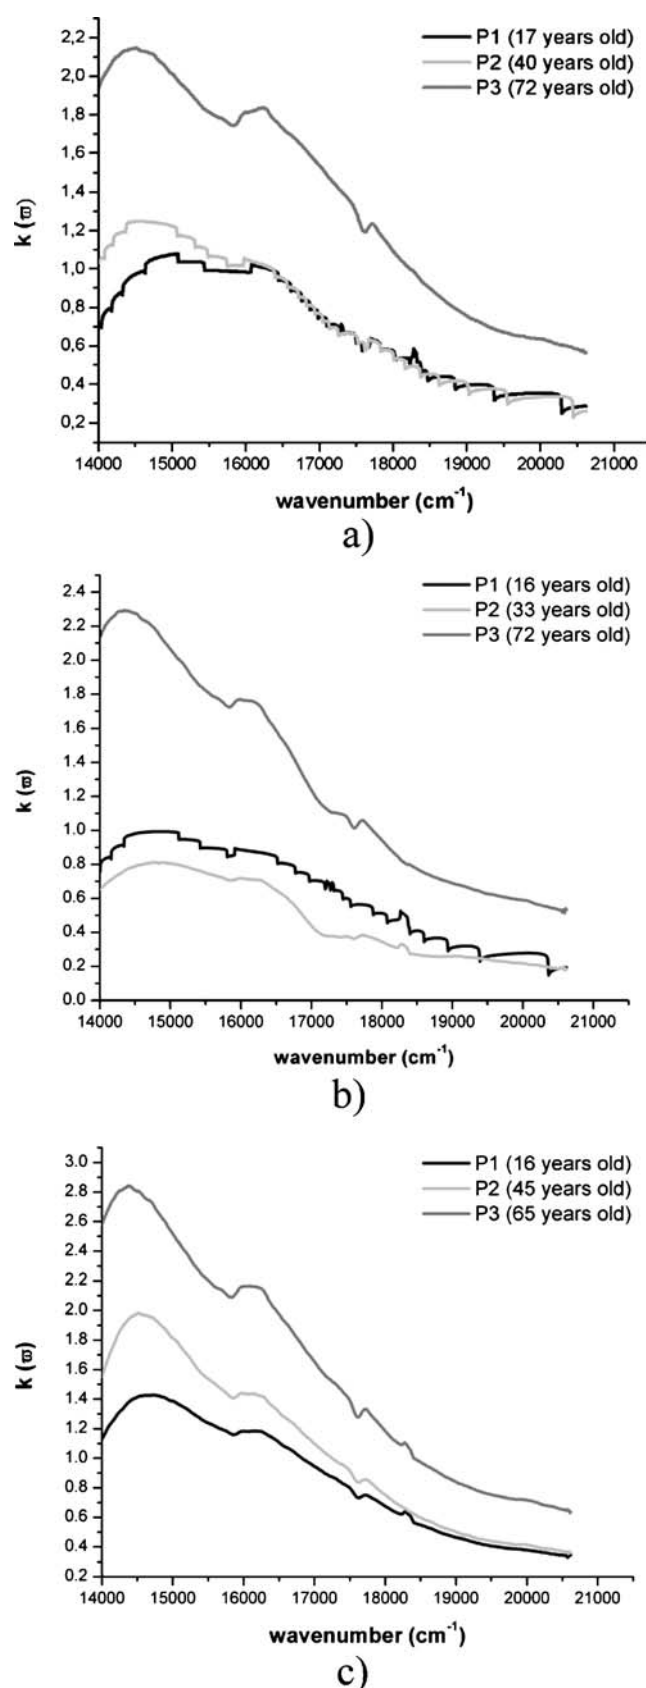 P1 (17 years old)
P2 (40 years old)
P3 (72 years old)
2,2
2,0
1,8
1,6
1,4
1,2
1,0
0,8
0,6
0,4
0,2
k (ϖ)
14000 15000 16000 17000 18000 19000 20000 21000
wavenumber (cm⁻¹)
a)
P1 (16 years old)
P2 (33 years old)
P3 (72 years old)
2.4
2.2
2.0
1.8
1.6
1.4
1.2
1.0
0.8
0.6
0.4
0.2
0.0
k (ϖ)
14000 15000 16000 17000 18000 19000 20000 21000
wavenumber (cm⁻¹)
b)
P1 (16 years old)
P2 (45 years old)
P3 (65 years old)
3.0
2.8
2.6
2.4
2.2
2.0
1.8
1.6
1.4
1.2
1.0
0.8
0.6
0.4
0.2
k (ϖ)
14000 15000 16000 17000 18000 19000 20000 21000
wavenumber (cm⁻¹)
c)